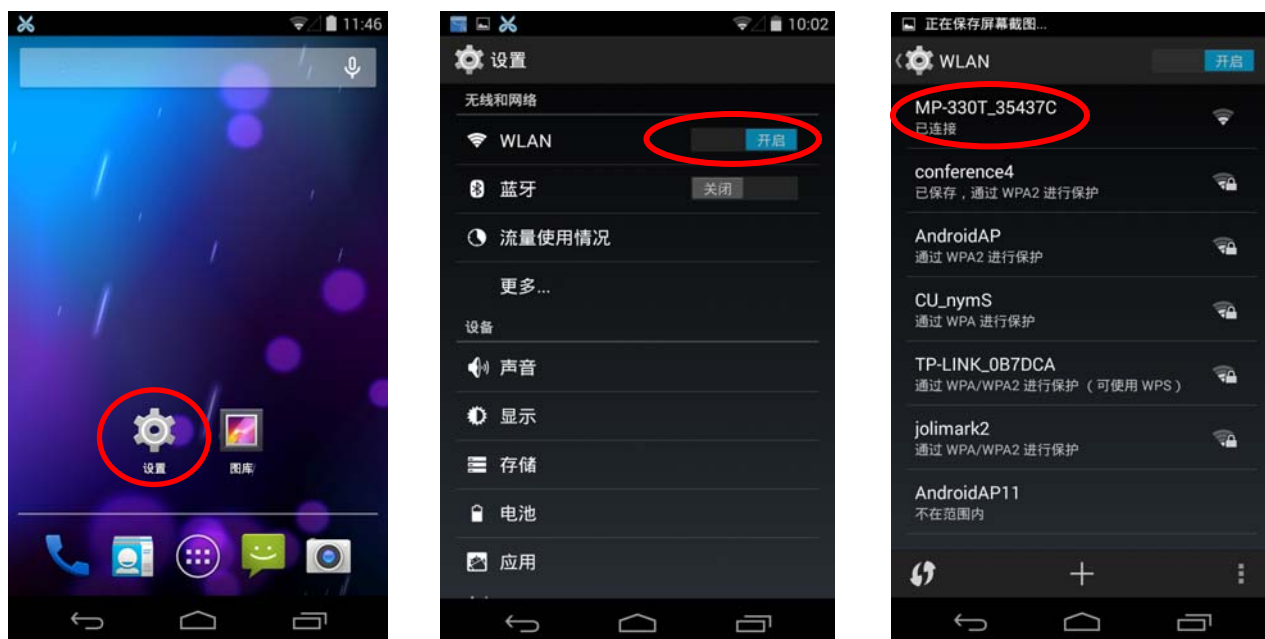 11:46
设置
图库
10:02
设置
无线和网络
WLAN
开启
蓝牙
关闭
流量使用情况
更多...
设备
声音
显示
存储
电池
应用
正在保存屏幕截图...
WLAN
开启
MP-330T_35437C
已连接
conference4
已保存，通过 WPA2 进行保护
AndroidAP
通过 WPA2 进行保护
CU_nymS
通过 WPA 进行保护
TP-LINK_0B7DCA
通过 WPA/WPA2 进行保护 （可使用 WPS）
jolimark2
通过 WPA/WPA2 进行保护
AndroidAP11
不在范围内